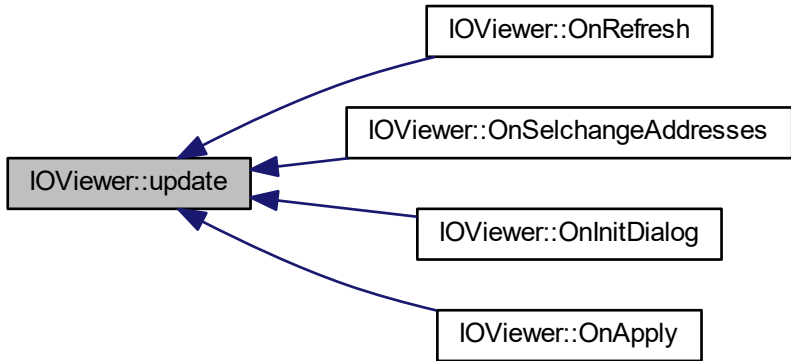 IOViewer::OnRefresh
IOViewer::OnSelchangeAddresses
IOViewer::update
IOViewer::OnInitDialog
IOViewer::OnApply